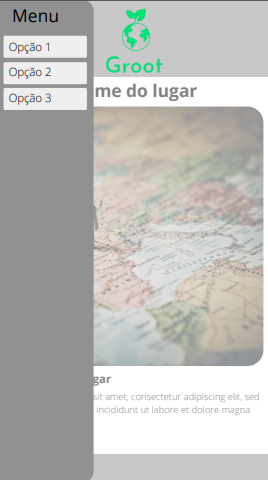 Menu
Opção 1
Opção 2
Opção 3
Groot
me do lugar
gar
sit amet, consectetur adipiscing elit, sed
incididunt ut labore et dolore magna